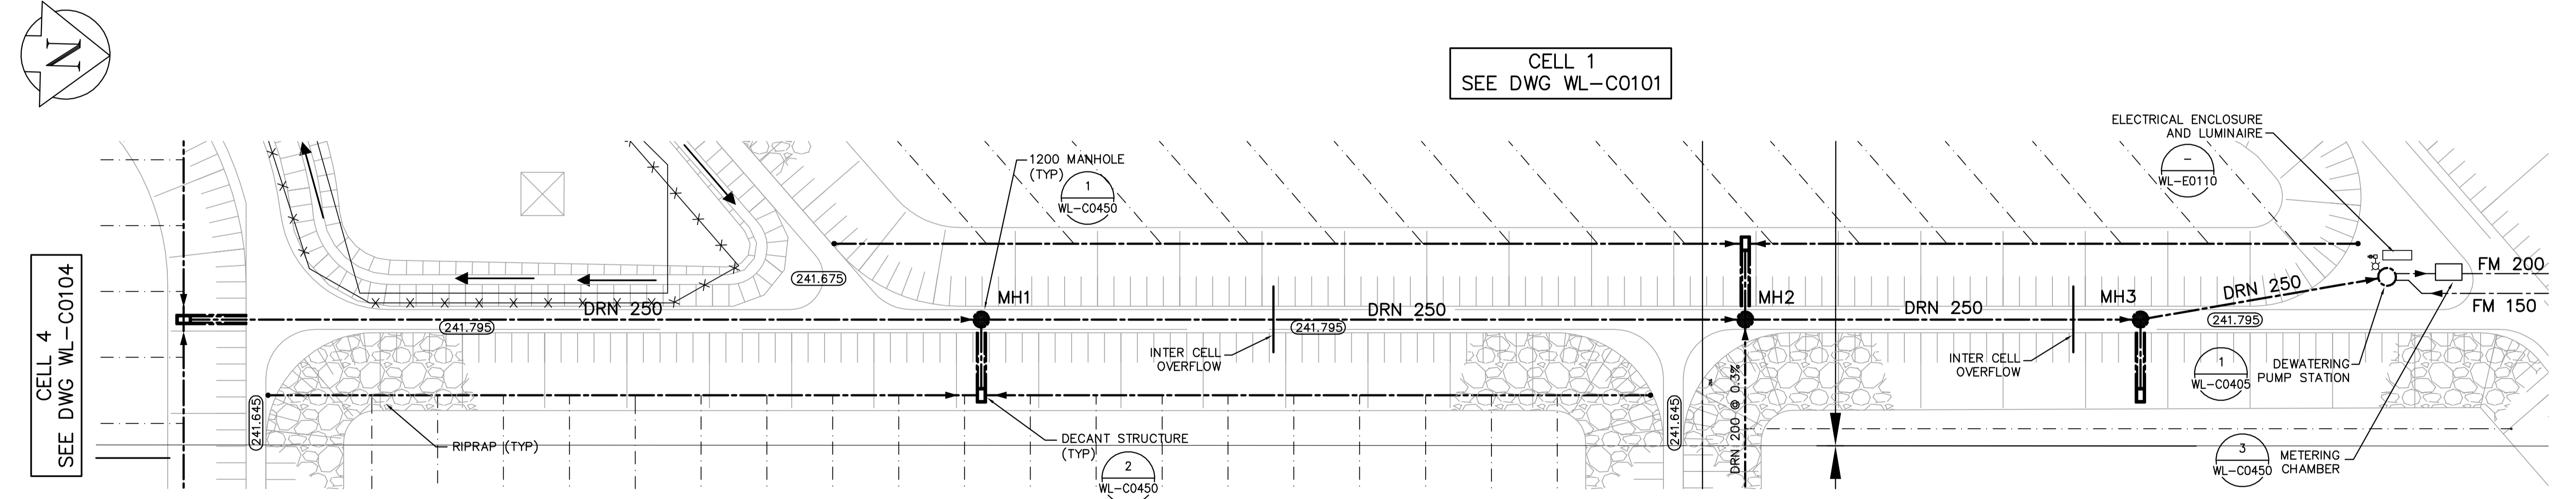 N
CELL 1
SEE DWG WL-C0101
ELECTRICAL ENCLOSURE
AND LUMINAIRE
-
WL-E0110
1200 MANHOLE
(TYP)
1
WL-C0450
CELL 4
SEE DWG WL-C0104
241.675
FM 200
FM 150
DRN 250
MH1
DRN 250
MH2
DRN 250
MH3
DRN 250
241.795
241.795
241.795
INTER CELL
OVERFLOW
INTER CELL
OVERFLOW
1
WL-C0405
DEWATERING
PUMP STATION
241.645
241.645
DRN 200 @ 0.3%
RIPRAP (TYP)
DECANT STRUCTURE
(TYP)
2
WL-C0450
3
WL-C0450
METERING
CHAMBER